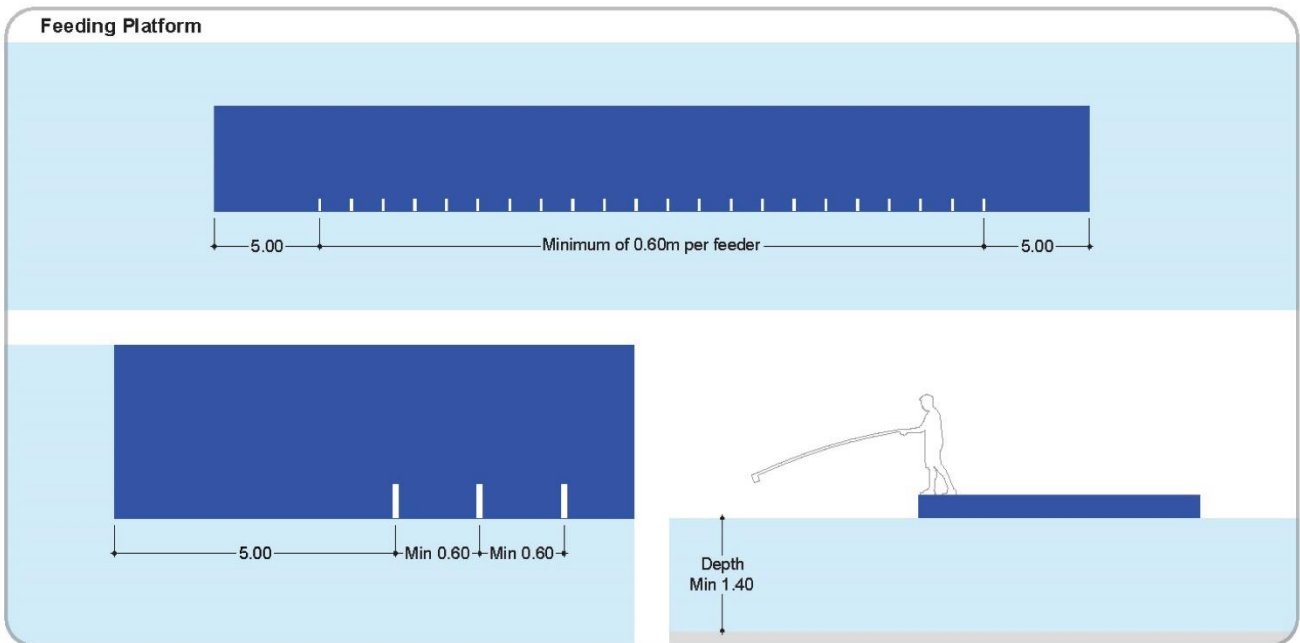 Feeding Platform
5.00
Minimum of 0.60m per feeder
5.00
5.00
Min 0.60
Min 0.60
Depth
Min 1.40